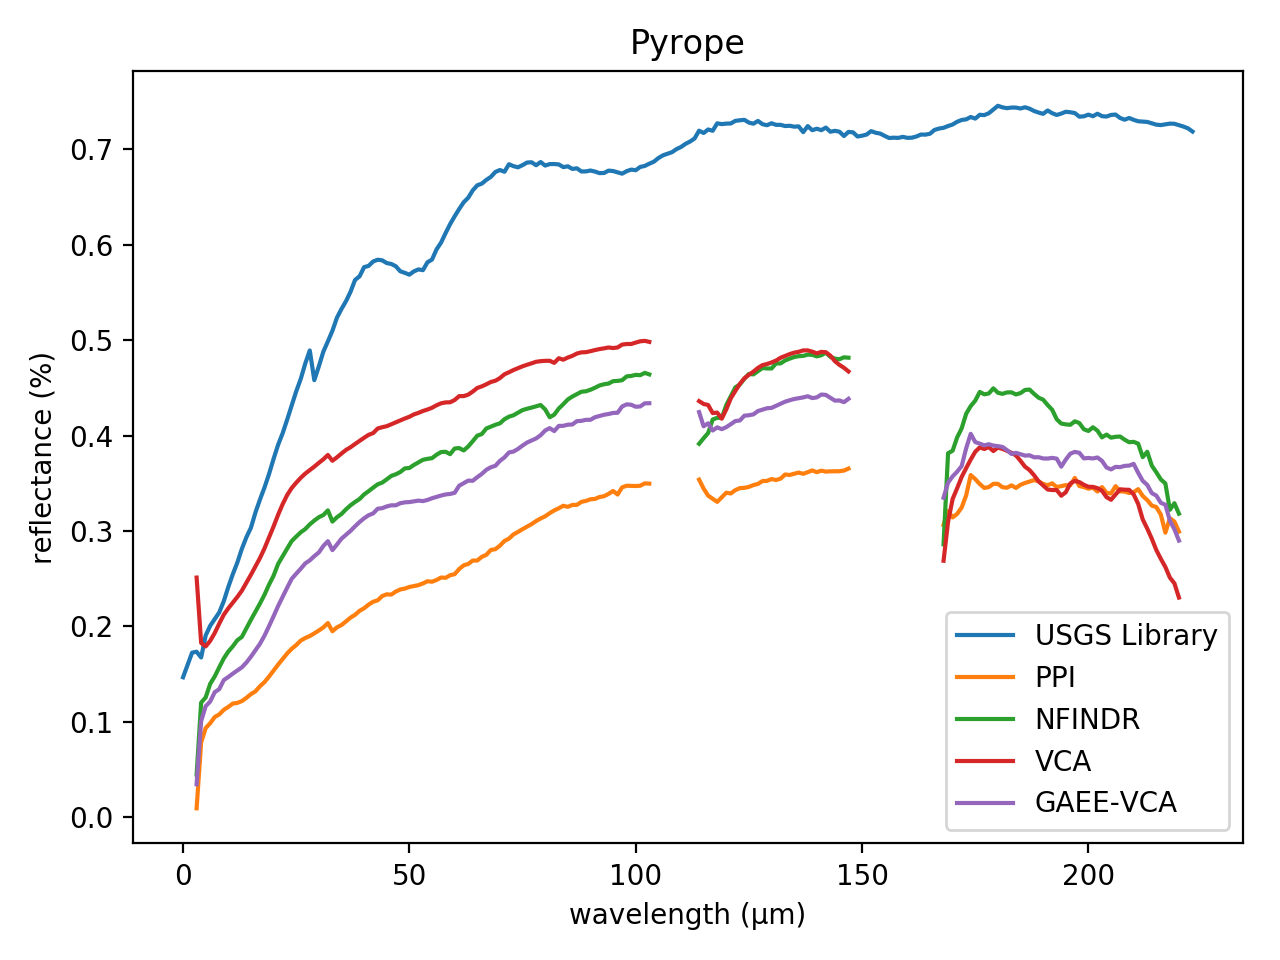 Pyrope
reflectance (%)
0.7
0.6
0.5
0.4
0.3
0.2
0.1
0.0
0 50 100 150 200
wavelength (μm)
USGS Library
PPI
NFINDR
VCA
GAEE-VCA